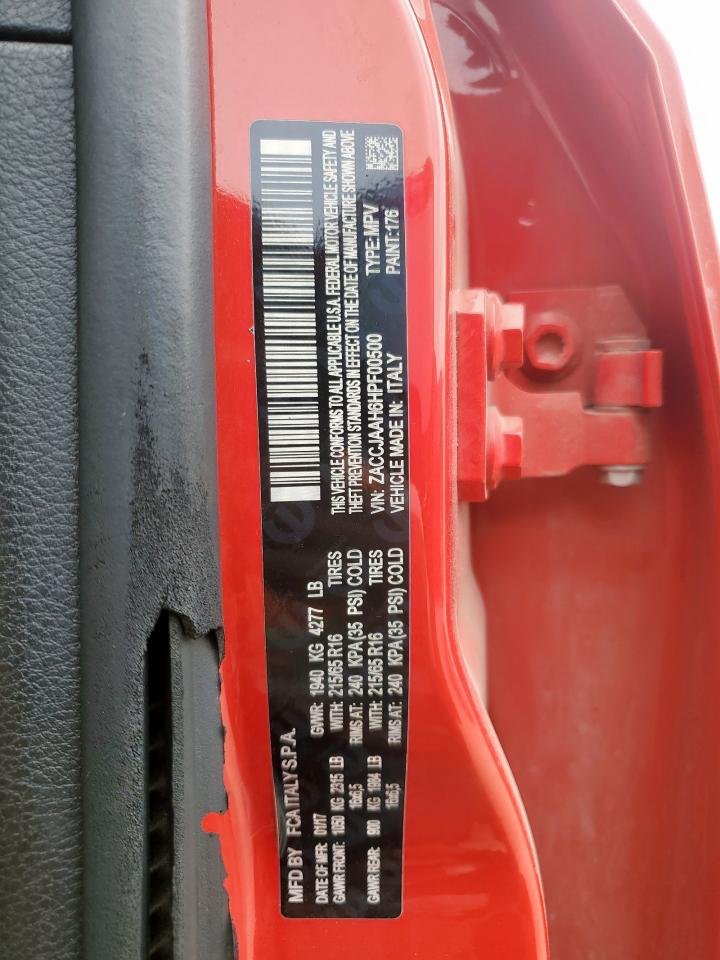 MFD BY FCA ITALY S.P.A.
DATE OF MFR: 01/17 GVWR: 1940 KG 4277 LB
GAWR FRONT: 1050 KG 2315 LB WITH: 215/65 R16 TIRES
16x6,5 RIMS AT: 240 KPA(35 PSI) COLD
GAWR REAR: 900 KG 1984 LB WITH: 215/65 R16 TIRES
16x6,5 RIMS AT: 240 KPA(35 PSI) COLD
THIS VEHICLE CONFORMS TO ALL APPLICABLE U.S.A. FEDERAL MOTOR VEHICLE SAFETY AND
THEFT PREVENTION STANDARDS IN EFFECT ON THE DATE OF MANUFACTURE SHOWN ABOVE
VIN: ZACCJAAH6HPF00500 TYPE: MPV
VEHICLE MADE IN: ITALY PAINT: 176